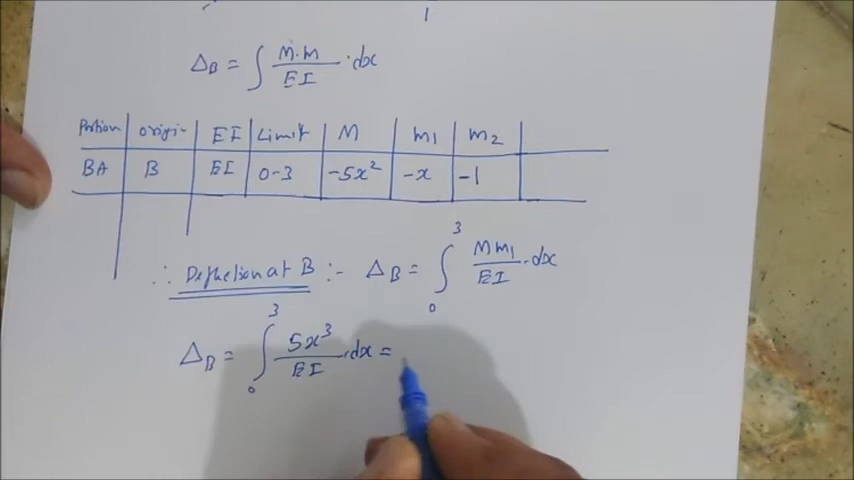 1
Δ_B = ∫ M.m / EI . dx
Portion Origin EI Limit M m1 m2
BA B EI 0-3 -5x² -x -1
∴ Deflection at B :- Δ_B = ∫₀³ Mm1 / EI . dx
Δ_B = ∫₀³ 5x³ / EI . dx =